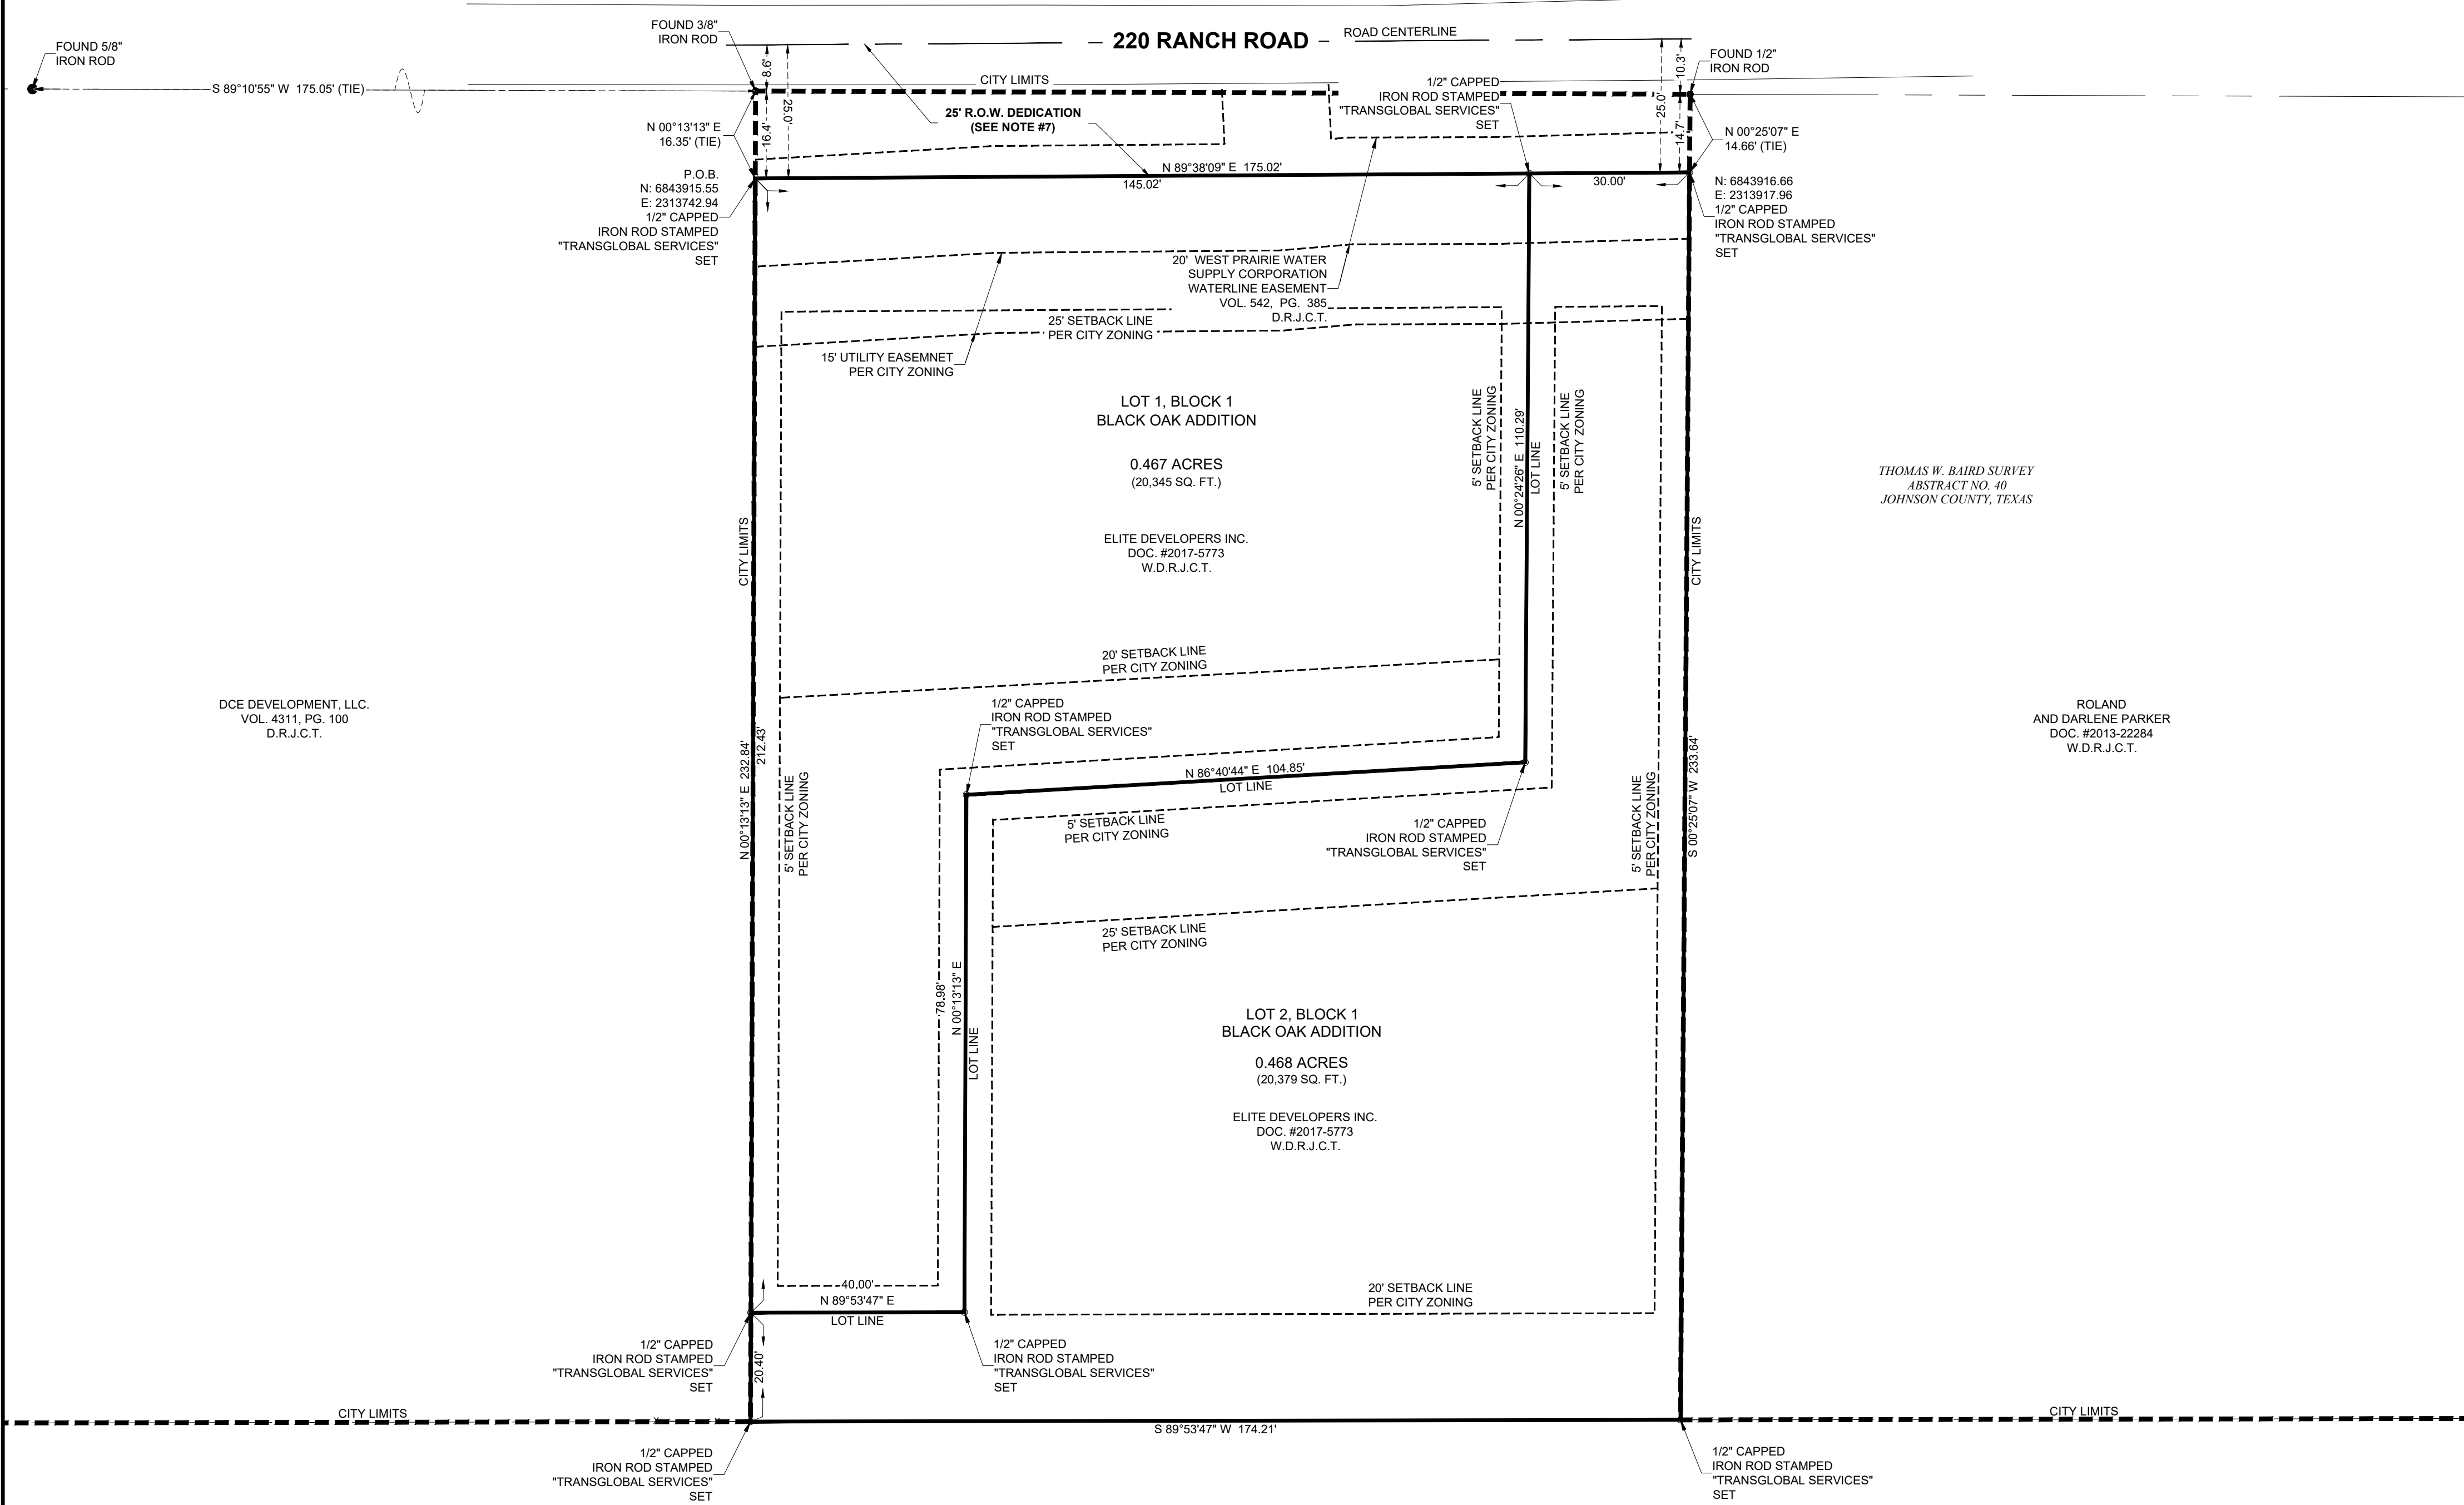 FOUND 5/8"
IRON ROD
S 89°10'55" W 175.05' (TIE)
FOUND 3/8"
IRON ROD
220 RANCH ROAD
ROAD CENTERLINE
CITY LIMITS
8.6'
25.0'
16.4'
N 00°13'13" E
16.35' (TIE)
25' R.O.W. DEDICATION
(SEE NOTE #7)
1/2" CAPPED
IRON ROD STAMPED
"TRANSGLOBAL SERVICES"
SET
10.3'
25.0'
14.7'
FOUND 1/2"
IRON ROD
N 00°25'07" E
14.66' (TIE)
P.O.B.
N: 6843915.55
E: 2313742.94
1/2" CAPPED
IRON ROD STAMPED
"TRANSGLOBAL SERVICES"
SET
N 89°38'09" E 175.02'
145.02'
30.00'
N: 6843916.66
E: 2313917.96
1/2" CAPPED
IRON ROD STAMPED
"TRANSGLOBAL SERVICES"
SET
20' WEST PRAIRIE WATER
SUPPLY CORPORATION
WATERLINE EASEMENT
VOL. 542, PG. 385
D.R.J.C.T.
25' SETBACK LINE
PER CITY ZONING
15' UTILITY EASEMNET
PER CITY ZONING
LOT 1, BLOCK 1
BLACK OAK ADDITION
0.467 ACRES
(20,345 SQ. FT.)
ELITE DEVELOPERS INC.
DOC. #2017-5773
W.D.R.J.C.T.
5' SETBACK LINE
PER CITY ZONING
N 00°24'26" E 110.29'
LOT LINE
5' SETBACK LINE
PER CITY ZONING
THOMAS W. BAIRD SURVEY
ABSTRACT NO. 40
JOHNSON COUNTY, TEXAS
CITY LIMITS
CITY LIMITS
20' SETBACK LINE
PER CITY ZONING
1/2" CAPPED
IRON ROD STAMPED
"TRANSGLOBAL SERVICES"
SET
DCE DEVELOPMENT, LLC.
VOL. 4311, PG. 100
D.R.J.C.T.
ROLAND
AND DARLENE PARKER
DOC. #2013-22284
W.D.R.J.C.T.
N 00°13'13" E 232.84'
212.43'
5' SETBACK LINE
PER CITY ZONING
N 86°40'44" E 104.85'
LOT LINE
5' SETBACK LINE
PER CITY ZONING
1/2" CAPPED
IRON ROD STAMPED
"TRANSGLOBAL SERVICES"
SET
5' SETBACK LINE
PER CITY ZONING
S 00°25'07" W 233.64'
25' SETBACK LINE
PER CITY ZONING
78.98'
N 00°13'13" E
LOT LINE
LOT 2, BLOCK 1
BLACK OAK ADDITION
0.468 ACRES
(20,379 SQ. FT.)
ELITE DEVELOPERS INC.
DOC. #2017-5773
W.D.R.J.C.T.
40.00'
N 89°53'47" E
LOT LINE
20' SETBACK LINE
PER CITY ZONING
1/2" CAPPED
IRON ROD STAMPED
"TRANSGLOBAL SERVICES"
SET
20.40'
1/2" CAPPED
IRON ROD STAMPED
"TRANSGLOBAL SERVICES"
SET
CITY LIMITS
x
x
CITY LIMITS
S 89°53'47" W 174.21'
1/2" CAPPED
IRON ROD STAMPED
"TRANSGLOBAL SERVICES"
SET
1/2" CAPPED
IRON ROD STAMPED
"TRANSGLOBAL SERVICES"
SET